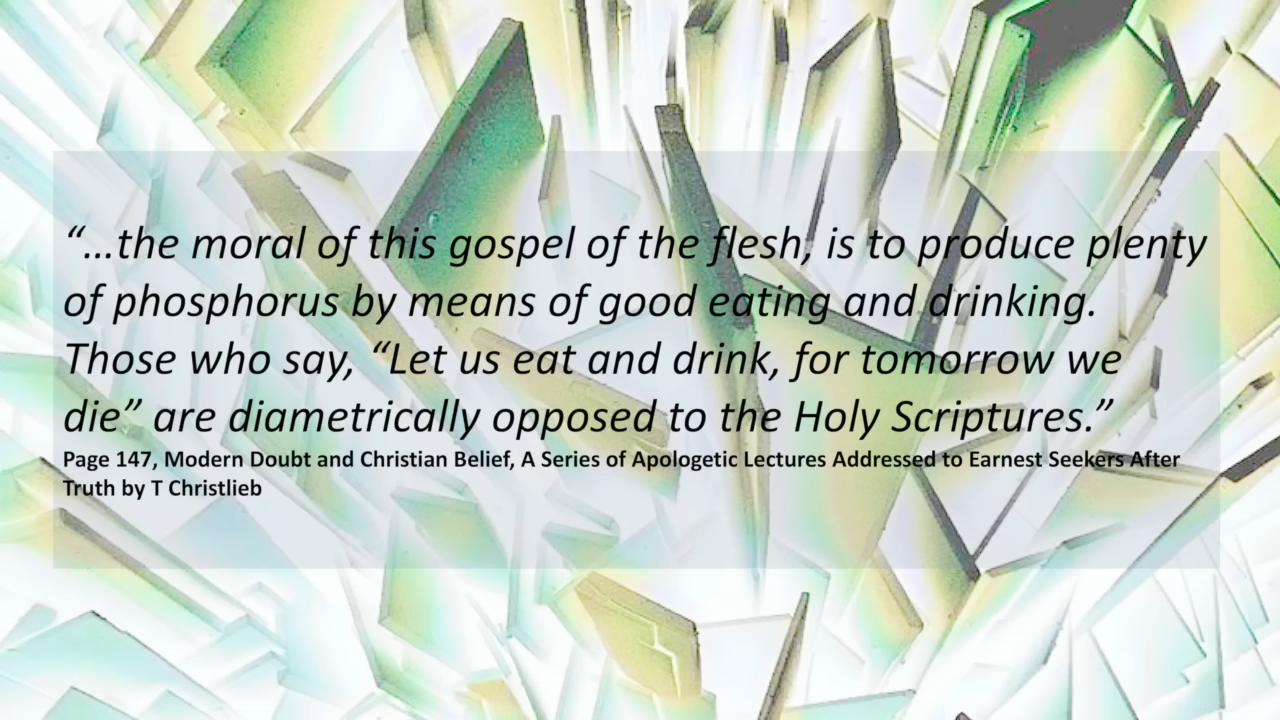 “...the moral of this gospel of the flesh, is to produce plenty
of phosphorus by means of good eating and drinking.
Those who say, “Let us eat and drink, for tomorrow we
die” are diametrically opposed to the Holy Scriptures.”
Page 147, Modern Doubt and Christian Belief, A Series of Apologetic Lectures Addressed to Earnest Seekers After
Truth by T Christlieb